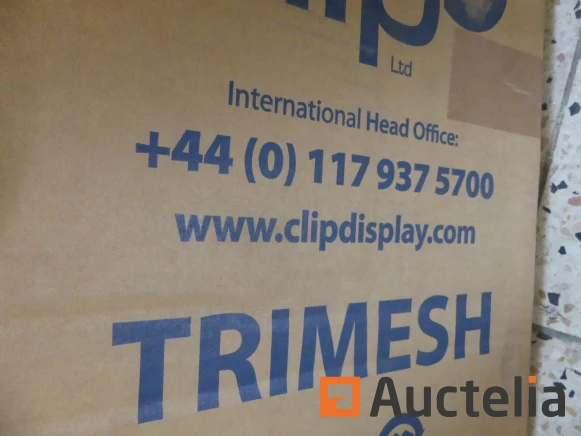 Ltd
International Head Office:
+44 (0) 117 937 5700
www.clipdisplay.com
TRIMESH
Auctelia